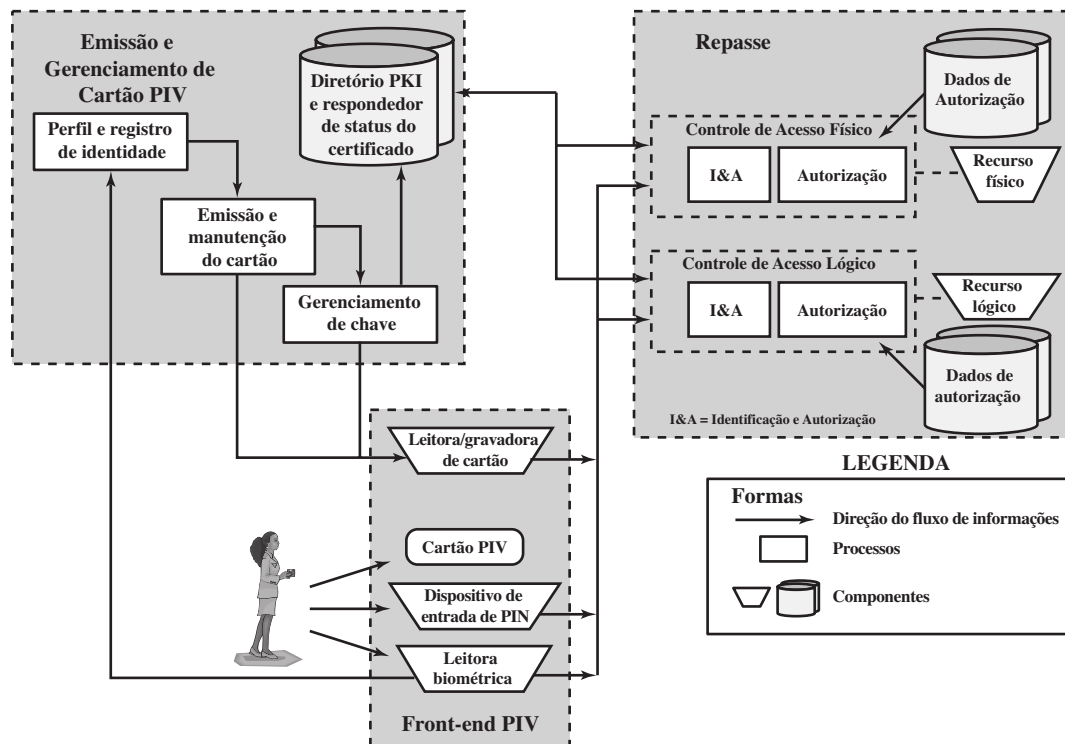 Emissão e
Gerenciamento de
Cartão PIV
Diretório PKI
e respondedor
de status do
certificado
Perfil e registro
de identidade
Emissão e
manutenção
do cartão
Gerenciamento
de chave
Repasse
Dados de
Autorização
Controle de Acesso Físico
I&A
Autorização
Recurso
físico
Controle de Acesso Lógico
I&A
Autorização
Recurso
lógico
Dados de
autorização
I&A = Identificação e Autorização
Leitora/gravadora
de cartão
Cartão PIV
Dispositivo de
entrada de PIN
Leitora
biométrica
Front-end PIV
LEGENDA
Formas
Direção do fluxo de informações
Processos
Componentes